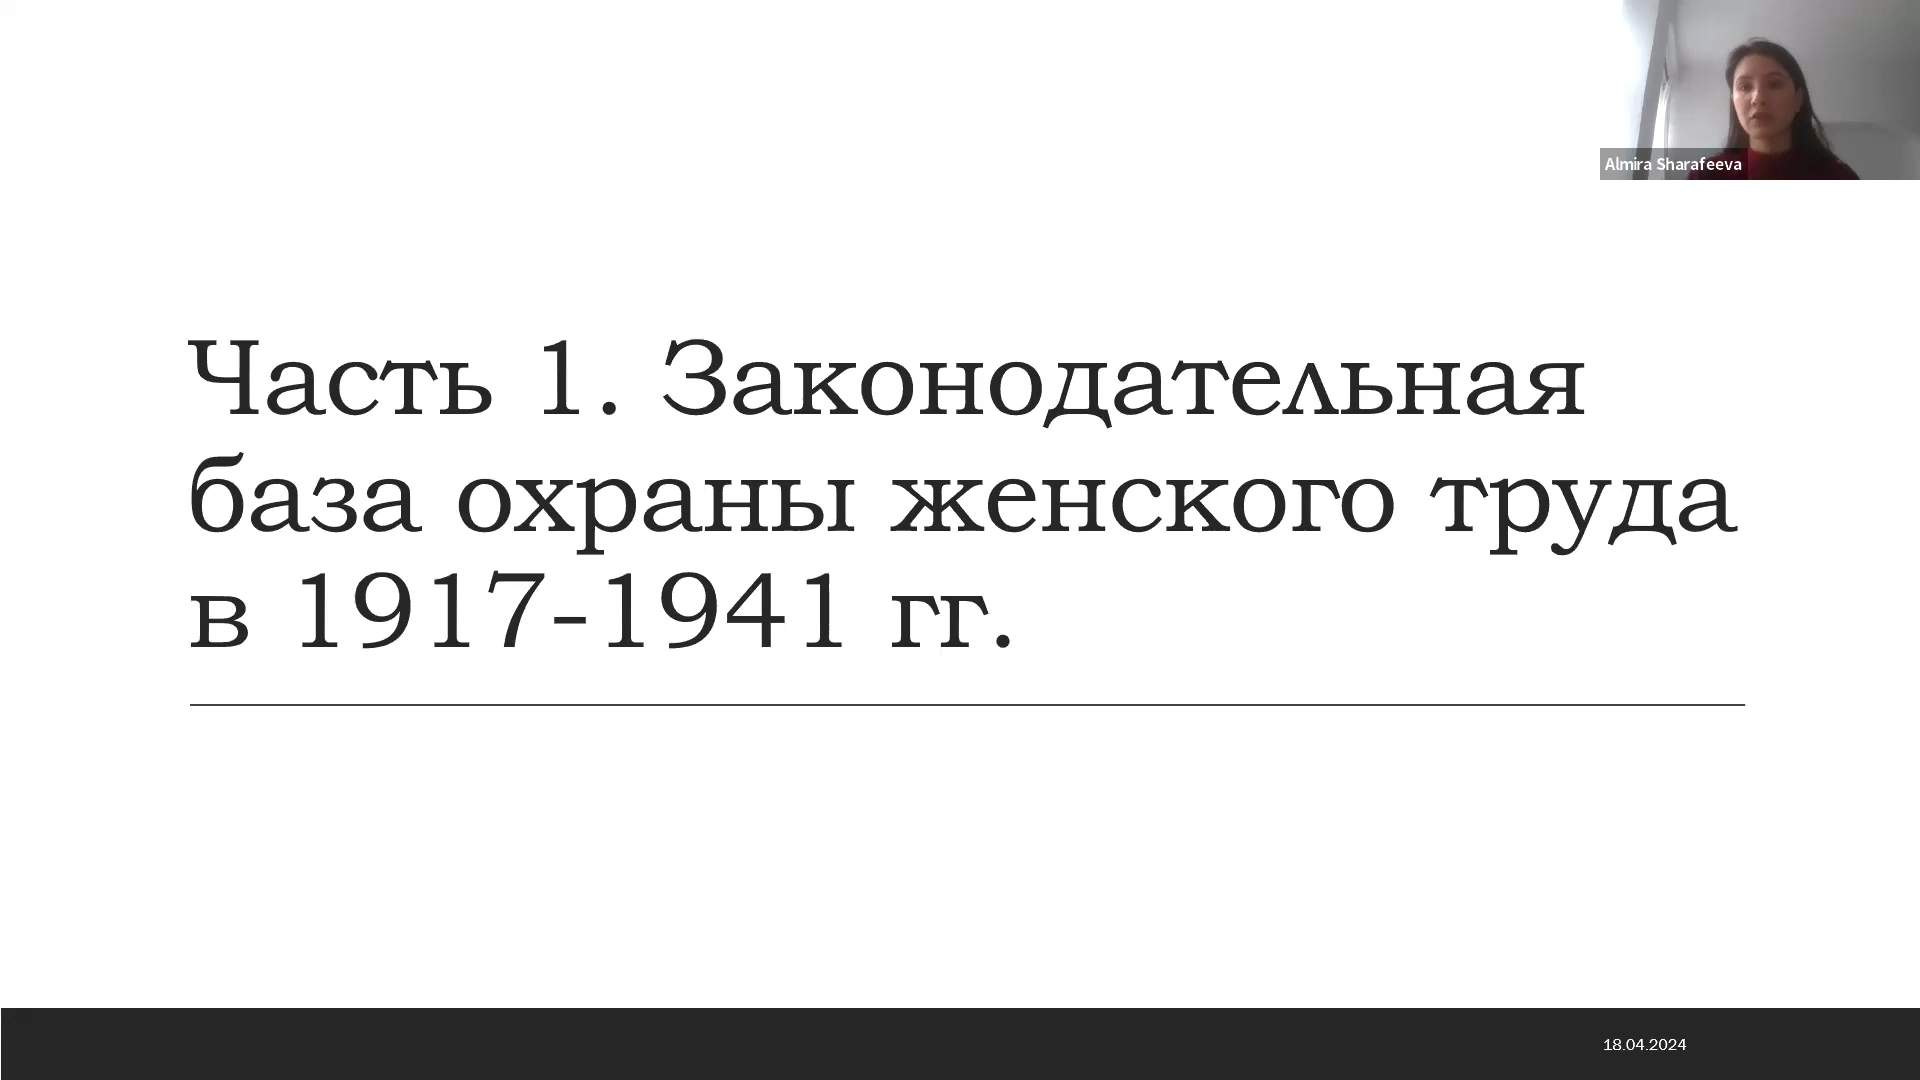 Almira Sharafeeva
Часть 1. Законодательная
база охраны женского труда
в 1917-1941 гг.
18.04.2024